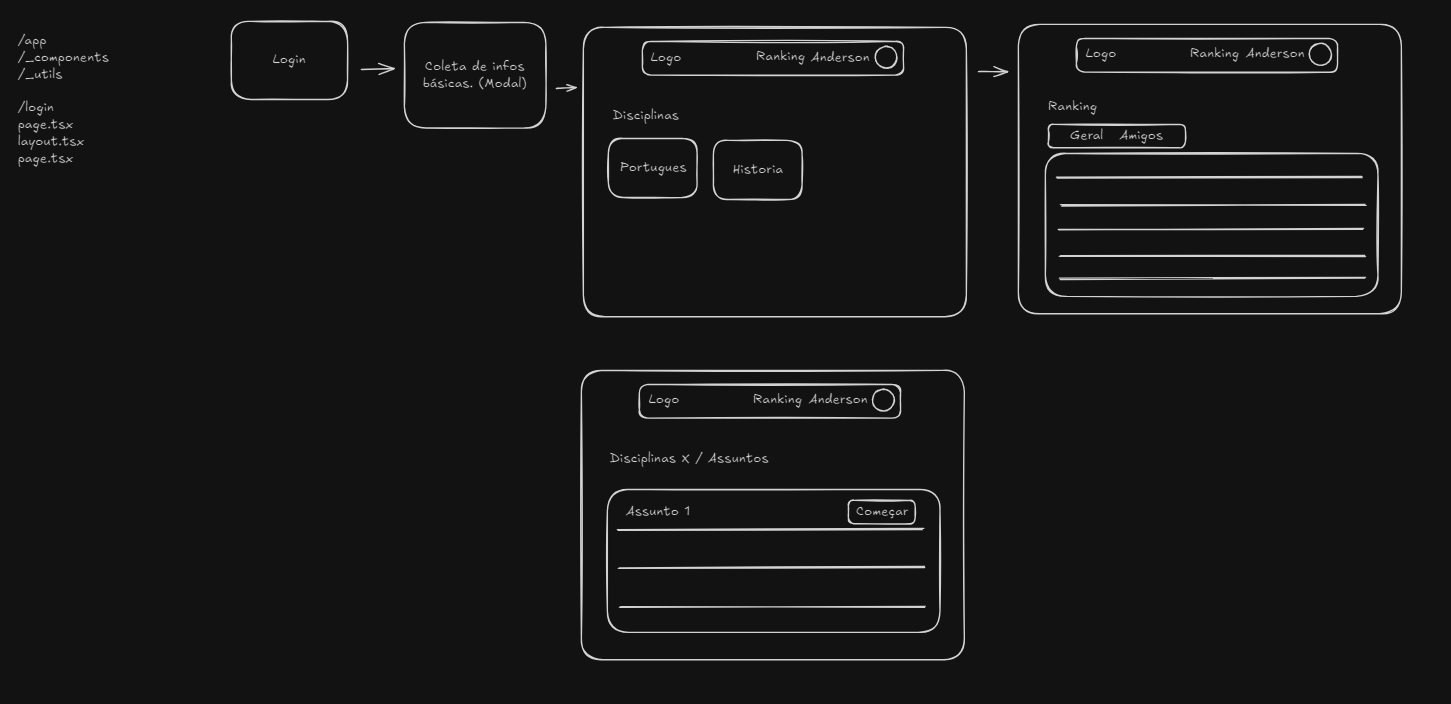 /app
/_components
/_utils
/login
page.tsx
layout.tsx
page.tsx
Login
Coleta de infos
básicas. (Modal)
Logo Ranking Anderson
Disciplinas
Portugues Historia
Logo Ranking Anderson
Ranking
Geral Amigos
Logo Ranking Anderson
Disciplinas X / Assuntos
Assunto 1 Começar